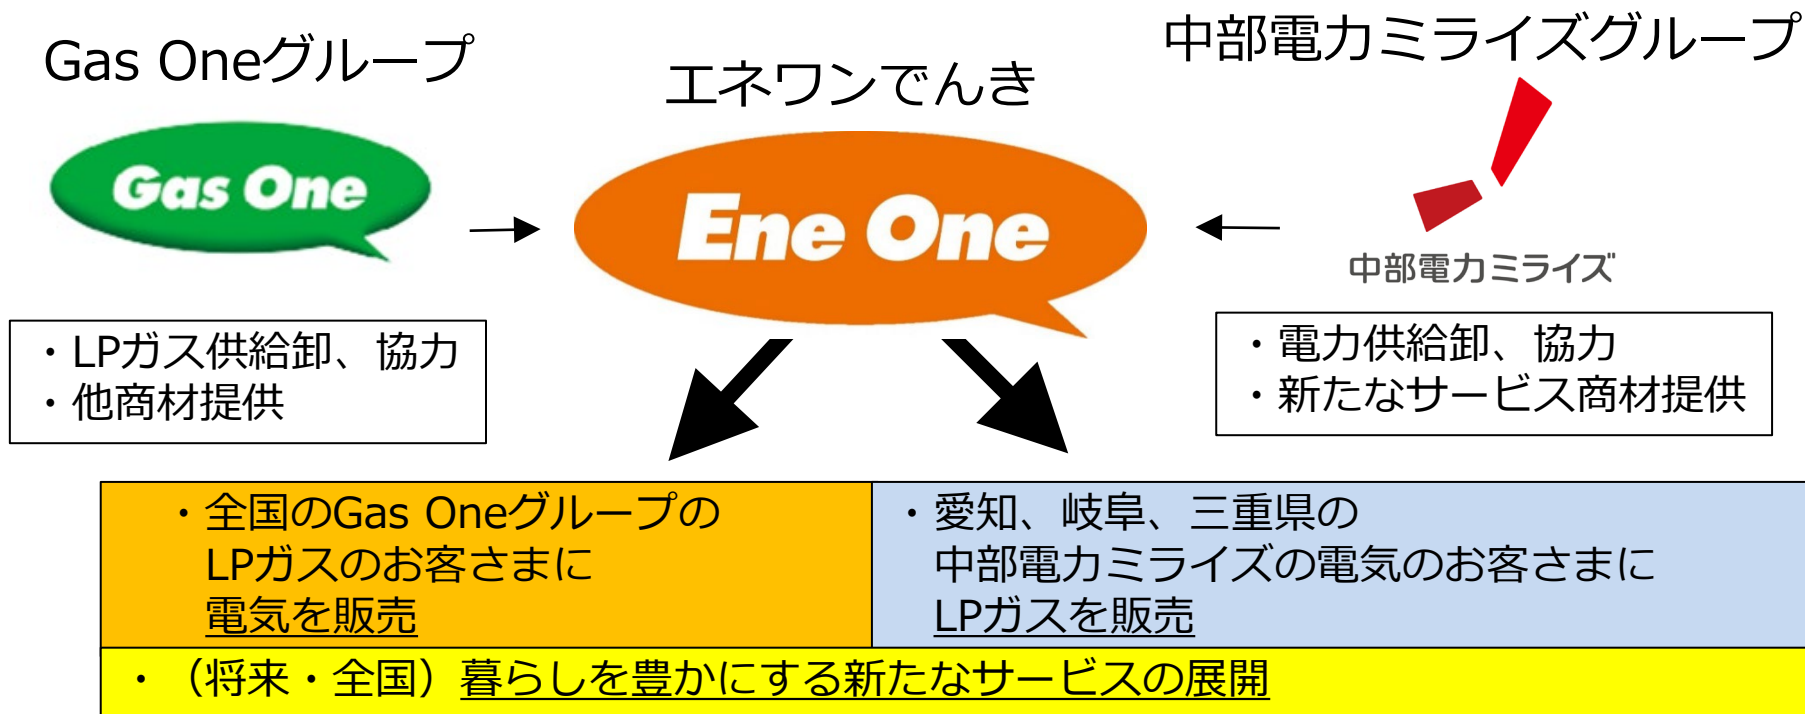 Gas Oneグループ
Gas One
・LPガス供給卸、協力
・他商材提供
エネワンでんき
Ene One
中部電力ミライズグループ
中部電力ミライズ
・電力供給卸、協力
・新たなサービス商材提供
・全国のGas Oneグループの
LPガスのお客さまに
電気を販売
・愛知、岐阜、三重県の
中部電力ミライズの電気のお客さまに
LPガスを販売
・（将来・全国）暮らしを豊かにする新たなサービスの展開